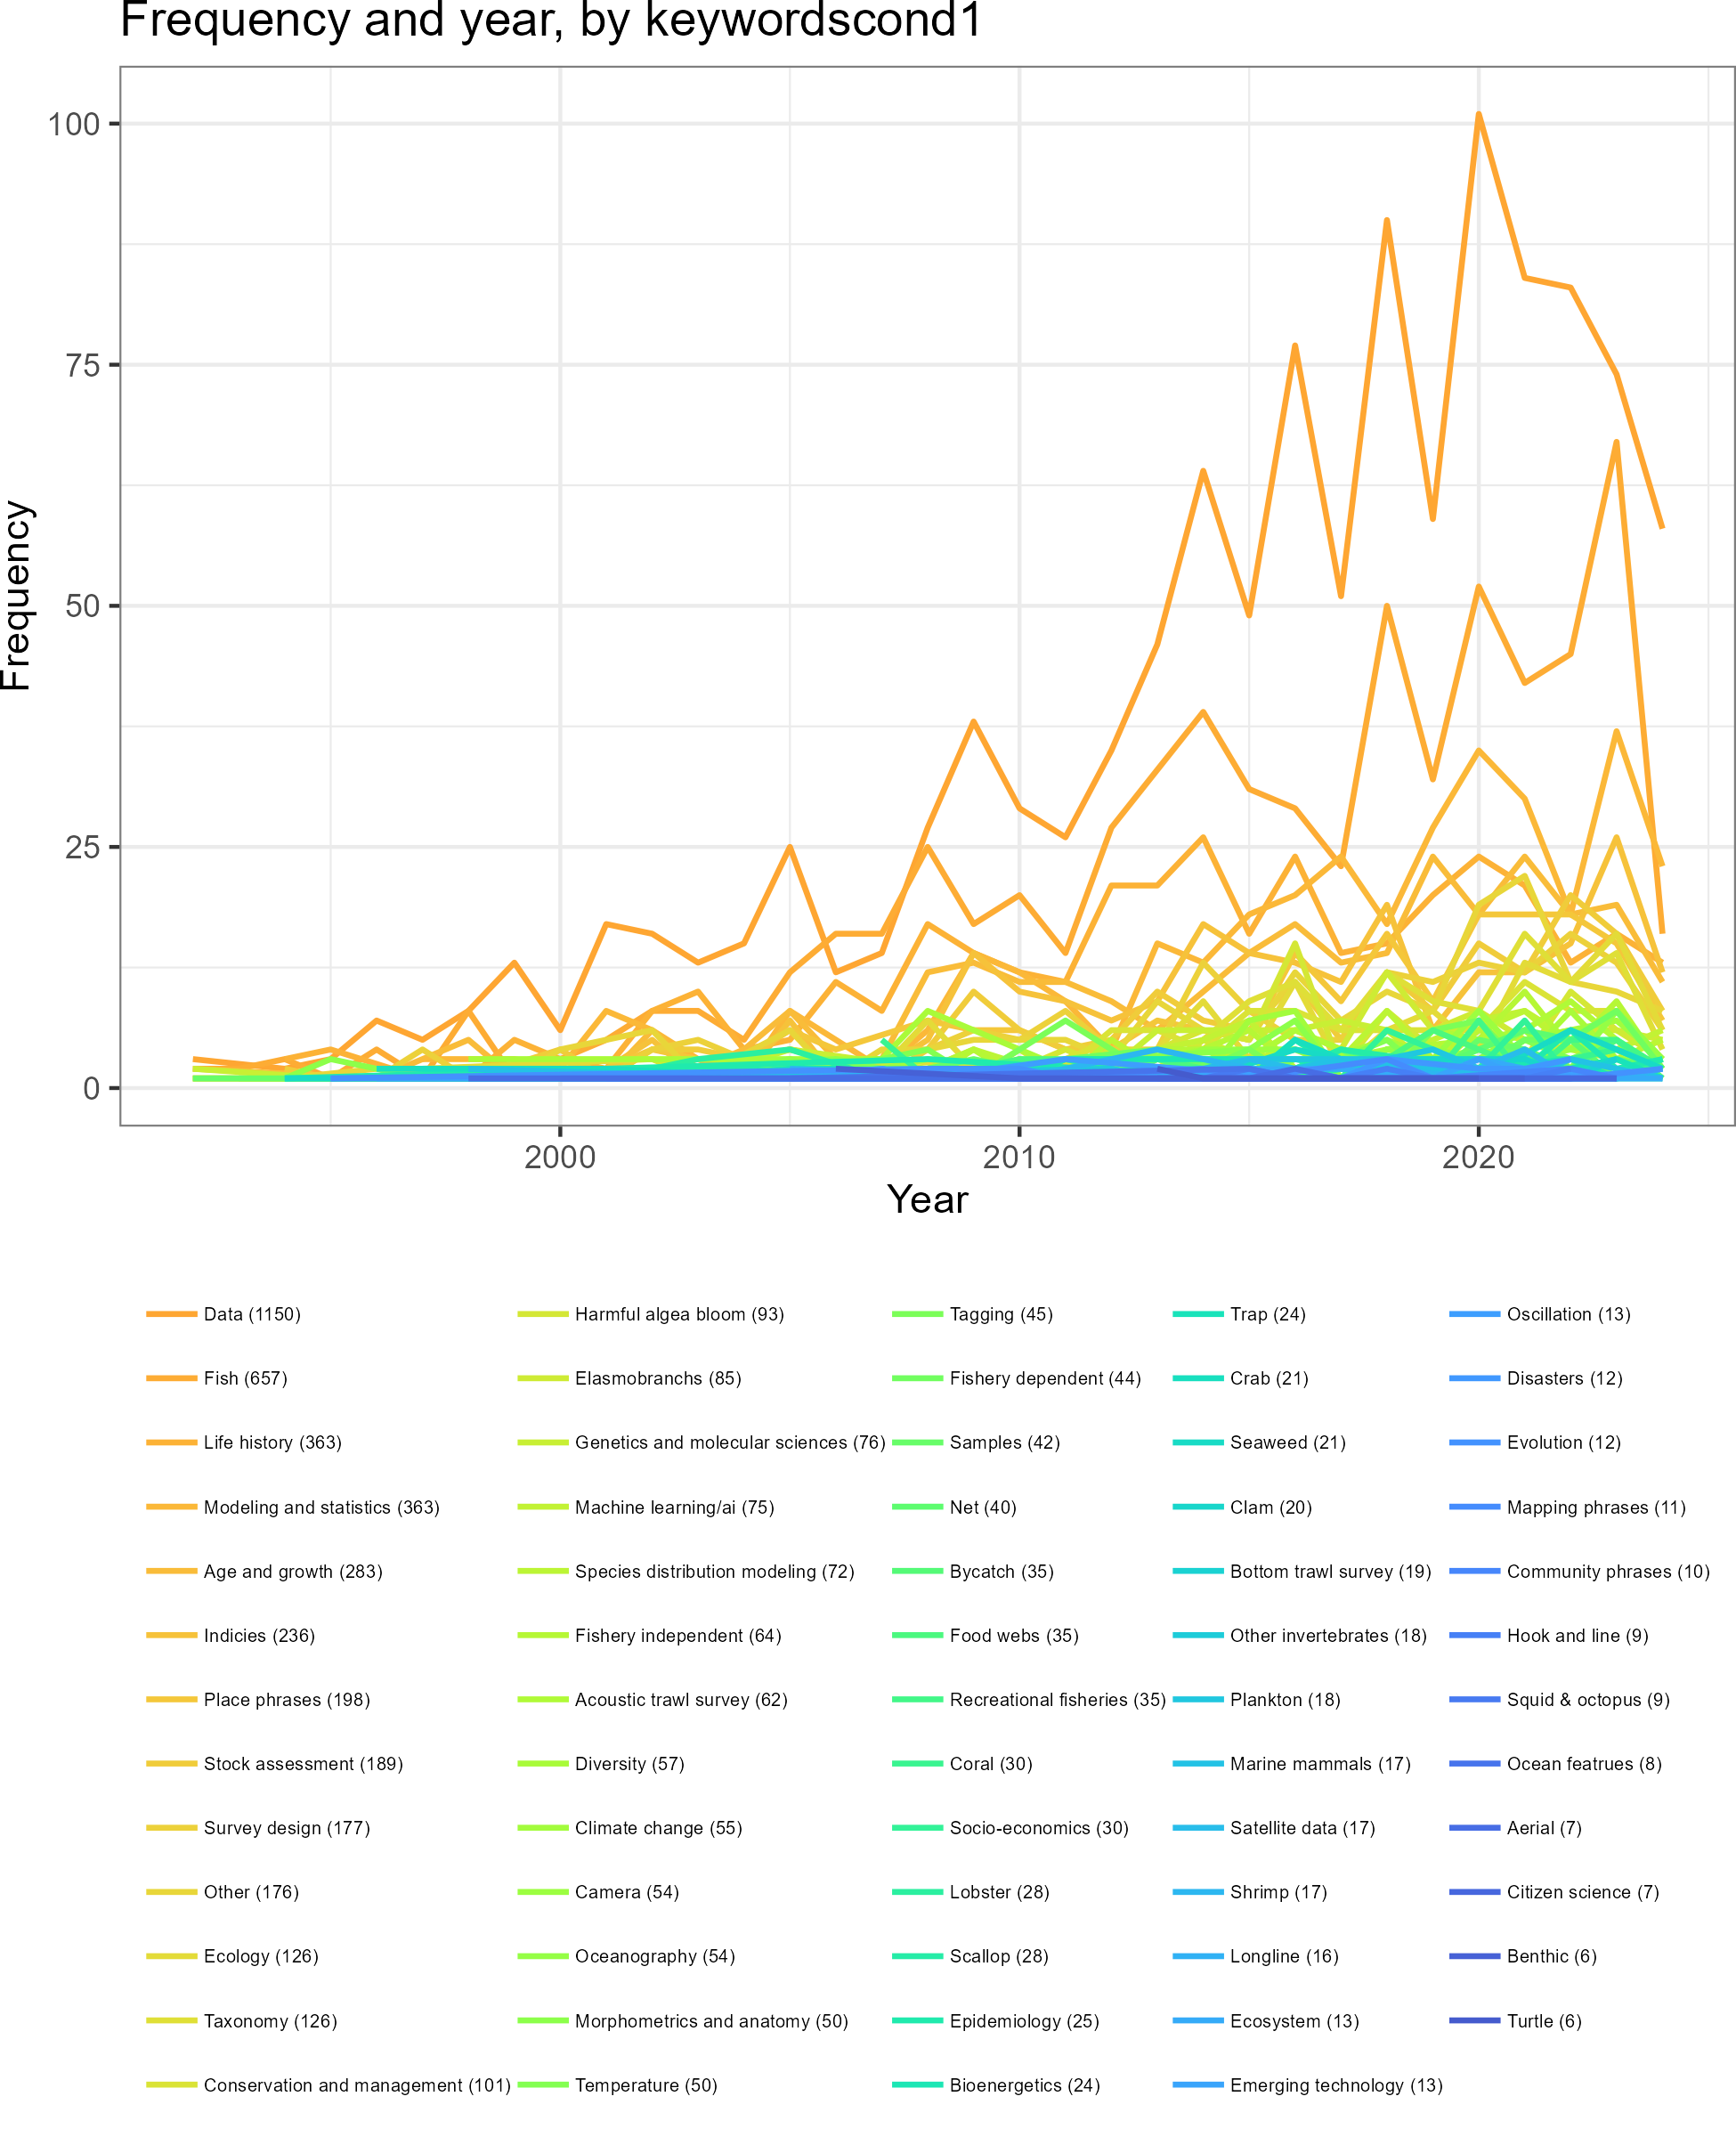 Frequency and year, by keywordscond1
100
75
50
25
0
Frequency
2000
2010
2020
Year
Data (1150)
Fish (657)
Life history (363)
Modeling and statistics (363)
Age and growth (283)
Indicies (236)
Place phrases (198)
Stock assessment (189)
Survey design (177)
Other (176)
Ecology (126)
Taxonomy (126)
Conservation and management (101)
Harmful algea bloom (93)
Elasmobranchs (85)
Genetics and molecular sciences (76)
Machine learning/ai (75)
Species distribution modeling (72)
Fishery independent (64)
Acoustic trawl survey (62)
Diversity (57)
Climate change (55)
Camera (54)
Oceanography (54)
Morphometrics and anatomy (50)
Temperature (50)
Tagging (45)
Fishery dependent (44)
Samples (42)
Net (40)
Bycatch (35)
Food webs (35)
Recreational fisheries (35)
Coral (30)
Socio-economics (30)
Lobster (28)
Scallop (28)
Epidemiology (25)
Bioenergetics (24)
Trap (24)
Crab (21)
Seaweed (21)
Clam (20)
Bottom trawl survey (19)
Other invertebrates (18)
Plankton (18)
Marine mammals (17)
Satellite data (17)
Shrimp (17)
Longline (16)
Ecosystem (13)
Emerging technology (13)
Oscillation (13)
Disasters (12)
Evolution (12)
Mapping phrases (11)
Community phrases (10)
Hook and line (9)
Squid & octopus (9)
Ocean featrues (8)
Aerial (7)
Citizen science (7)
Benthic (6)
Turtle (6)